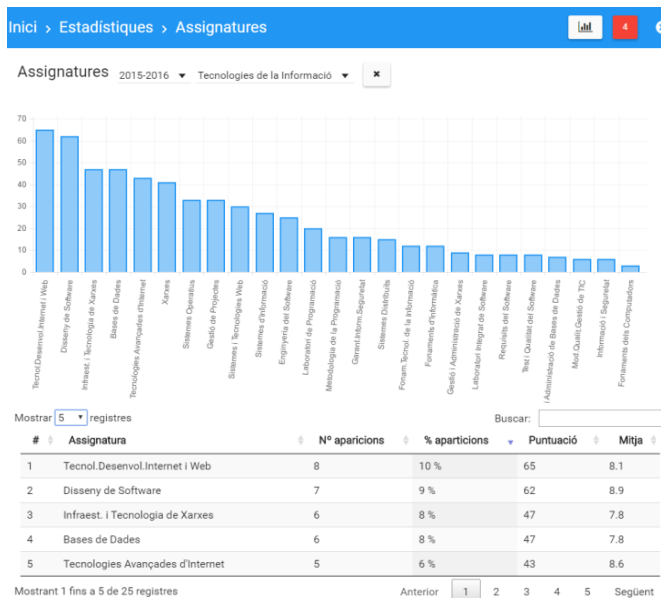 Inici › Estadístiques › Assignatures
4
Assignatures 2015-2016 Tecnologies de la Informació
70
60
50
40
30
20
10
0
Tecnol.Desenvol.Internet i Web
Disseny de Software
Infraest. i Tecnologia de Xarxes
Bases de Dades
Tecnologies Avançades d'Internet
Xarxes
Sistemes Operatius
Gestió de Projectes
Sistemes i Tecnologies Web
Sistemes d'Informació
Enginyeria del Software
Laboratori de Programació
Metodologia de la Programació
Garant.Inform.Seguretat
Sistemes Distribuïts
Fonam.Tecnol. de la Informació
Fonaments d'Informàtica
Gestió i Administració de Xarxes
Laboratori Integrat de Software
Requisits del Software
Test i Qualitat del Software
i Administració de Bases de Dades
Mod.Qualit.Gestió de TIC
Informació i Seguretat
Fonaments dels Computadors
Mostrar 5 registres
Buscar:
# Assignatura Nº aparicions % aparticions Puntuació Mitja
1 Tecnol.Desenvol.Internet i Web 8 10 % 65 8.1
2 Disseny de Software 7 9 % 62 8.9
3 Infraest. i Tecnologia de Xarxes 6 8 % 47 7.8
4 Bases de Dades 6 8 % 47 7.8
5 Tecnologies Avançades d'Internet 5 6 % 43 8.6
Mostrant 1 fins a 5 de 25 registres
Anterior 1 2 3 4 5 Següent